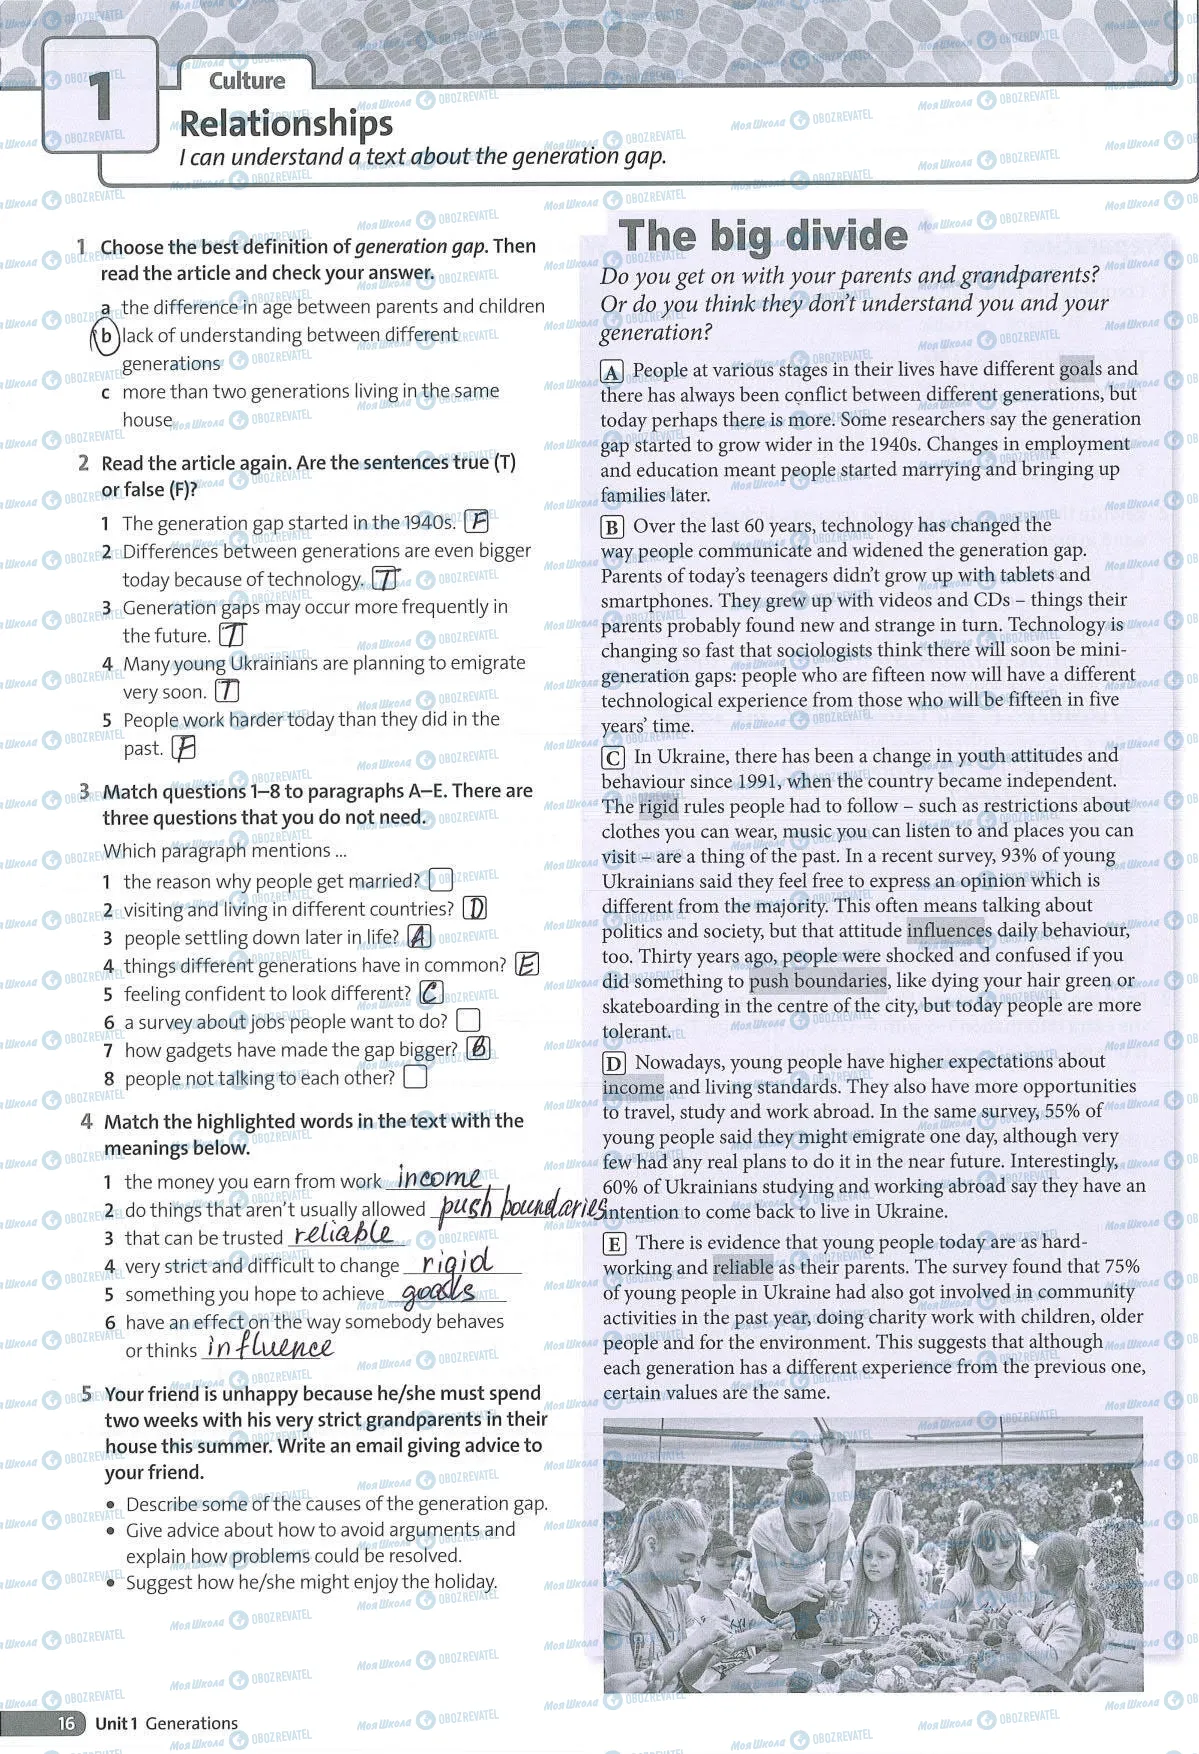 1
Culture
Relationships
I can understand a text about the generation gap.
1 Choose the best definition of generation gap. Then
read the article and check your answer.
a the difference in age between parents and children
b lack of understanding between different
generations
c more than two generations living in the same
house
2 Read the article again. Are the sentences true (T)
or false (F)?
1 The generation gap started in the 1940s. F
2 Differences between generations are even bigger
today because of technology. T
3 Generation gaps may occur more frequently in
the future. T
4 Many young Ukrainians are planning to emigrate
very soon. T
5 People work harder today than they did in the
past. F
3 Match questions 1–8 to paragraphs A–E. There are
three questions that you do not need.
Which paragraph mentions ...
1 the reason why people get married?
2 visiting and living in different countries? D
3 people settling down later in life? A
4 things different generations have in common? E
5 feeling confident to look different? C
6 a survey about jobs people want to do?
7 how gadgets have made the gap bigger? B
8 people not talking to each other?
4 Match the highlighted words in the text with the
meanings below.
1 the money you earn from work income
2 do things that aren't usually allowed push boundaries
3 that can be trusted reliable
4 very strict and difficult to change rigid
5 something you hope to achieve goals
6 have an effect on the way somebody behaves
or thinks influence
5 Your friend is unhappy because he/she must spend
two weeks with his very strict grandparents in their
house this summer. Write an email giving advice to
your friend.
• Describe some of the causes of the generation gap.
• Give advice about how to avoid arguments and
explain how problems could be resolved.
• Suggest how he/she might enjoy the holiday.
The big divide
Do you get on with your parents and grandparents?
Or do you think they don't understand you and your
generation?
A People at various stages in their lives have different goals and
there has always been conflict between different generations, but
today perhaps there is more. Some researchers say the generation
gap started to grow wider in the 1940s. Changes in employment
and education meant people started marrying and bringing up
families later.
B Over the last 60 years, technology has changed the
way people communicate and widened the generation gap.
Parents of today's teenagers didn't grow up with tablets and
smartphones. They grew up with videos and CDs – things their
parents probably found new and strange in turn. Technology is
changing so fast that sociologists think there will soon be mini-
generation gaps: people who are fifteen now will have a different
technological experience from those who will be fifteen in five
years' time.
C In Ukraine, there has been a change in youth attitudes and
behaviour since 1991, when the country became independent.
The rigid rules people had to follow – such as restrictions about
clothes you can wear, music you can listen to and places you can
visit – are a thing of the past. In a recent survey, 93% of young
Ukrainians said they feel free to express an opinion which is
different from the majority. This often means talking about
politics and society, but that attitude influences daily behaviour,
too. Thirty years ago, people were shocked and confused if you
did something to push boundaries, like dying your hair green or
skateboarding in the centre of the city, but today people are more
tolerant.
D Nowadays, young people have higher expectations about
income and living standards. They also have more opportunities
to travel, study and work abroad. In the same survey, 55% of
young people said they might emigrate one day, although very
few had any real plans to do it in the near future. Interestingly,
60% of Ukrainians studying and working abroad say they have an
intention to come back to live in Ukraine.
E There is evidence that young people today are as hard-
working and reliable as their parents. The survey found that 75%
of young people in Ukraine had also got involved in community
activities in the past year, doing charity work with children, older
people and for the environment. This suggests that although
each generation has a different experience from the previous one,
certain values are the same.
16 Unit 1 Generations
Моя Школа OBOZREVATEL